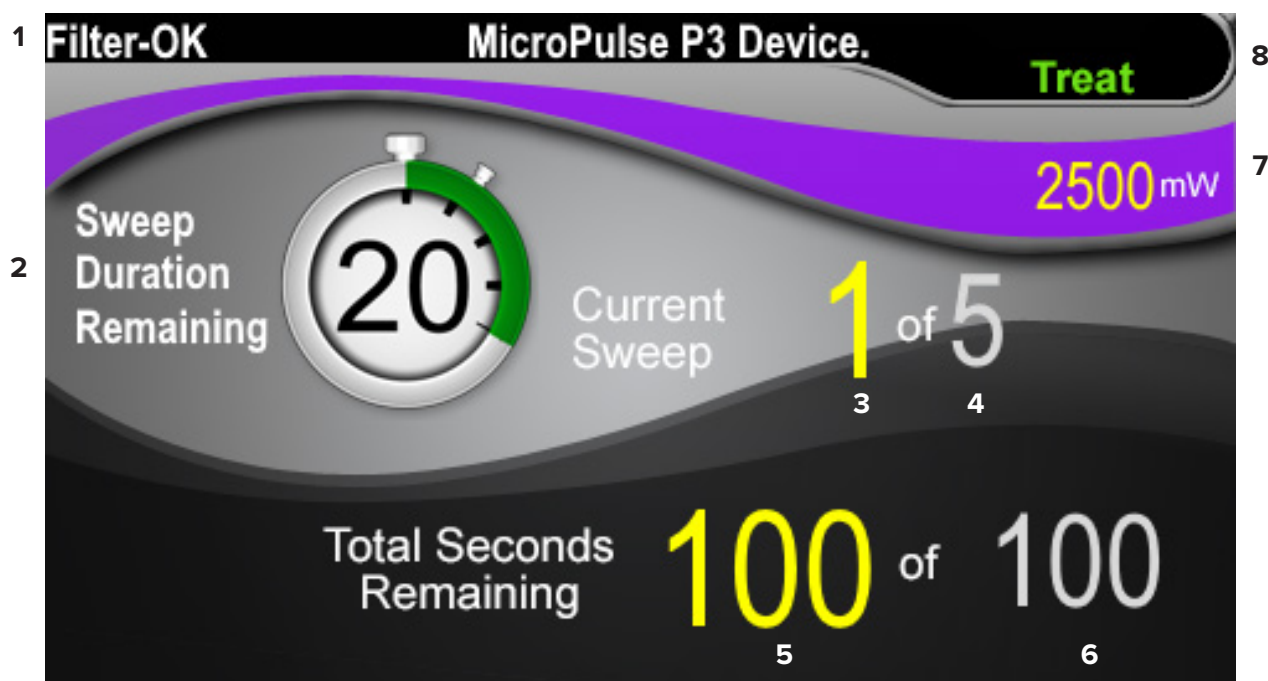 1
Filter-OK
MicroPulse P3 Device.
8
Treat
7
2500 mW
2
Sweep
Duration
Remaining
20
Current
Sweep
1 of 5
3
4
Total Seconds
Remaining
100 of 100
5
6